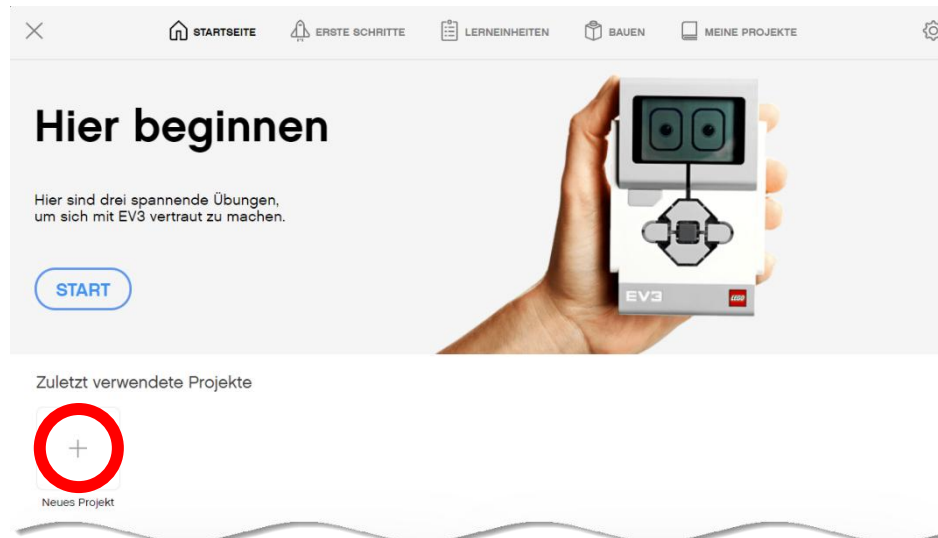 STARTSEITE
ERSTE SCHRITTE
LERNEINHEITEN
BAUEN
MEINE PROJEKTE
Hier beginnen
Hier sind drei spannende Übungen,
um sich mit EV3 vertraut zu machen.
START
EV3
LEGO
Zuletzt verwendete Projekte
Neues Projekt